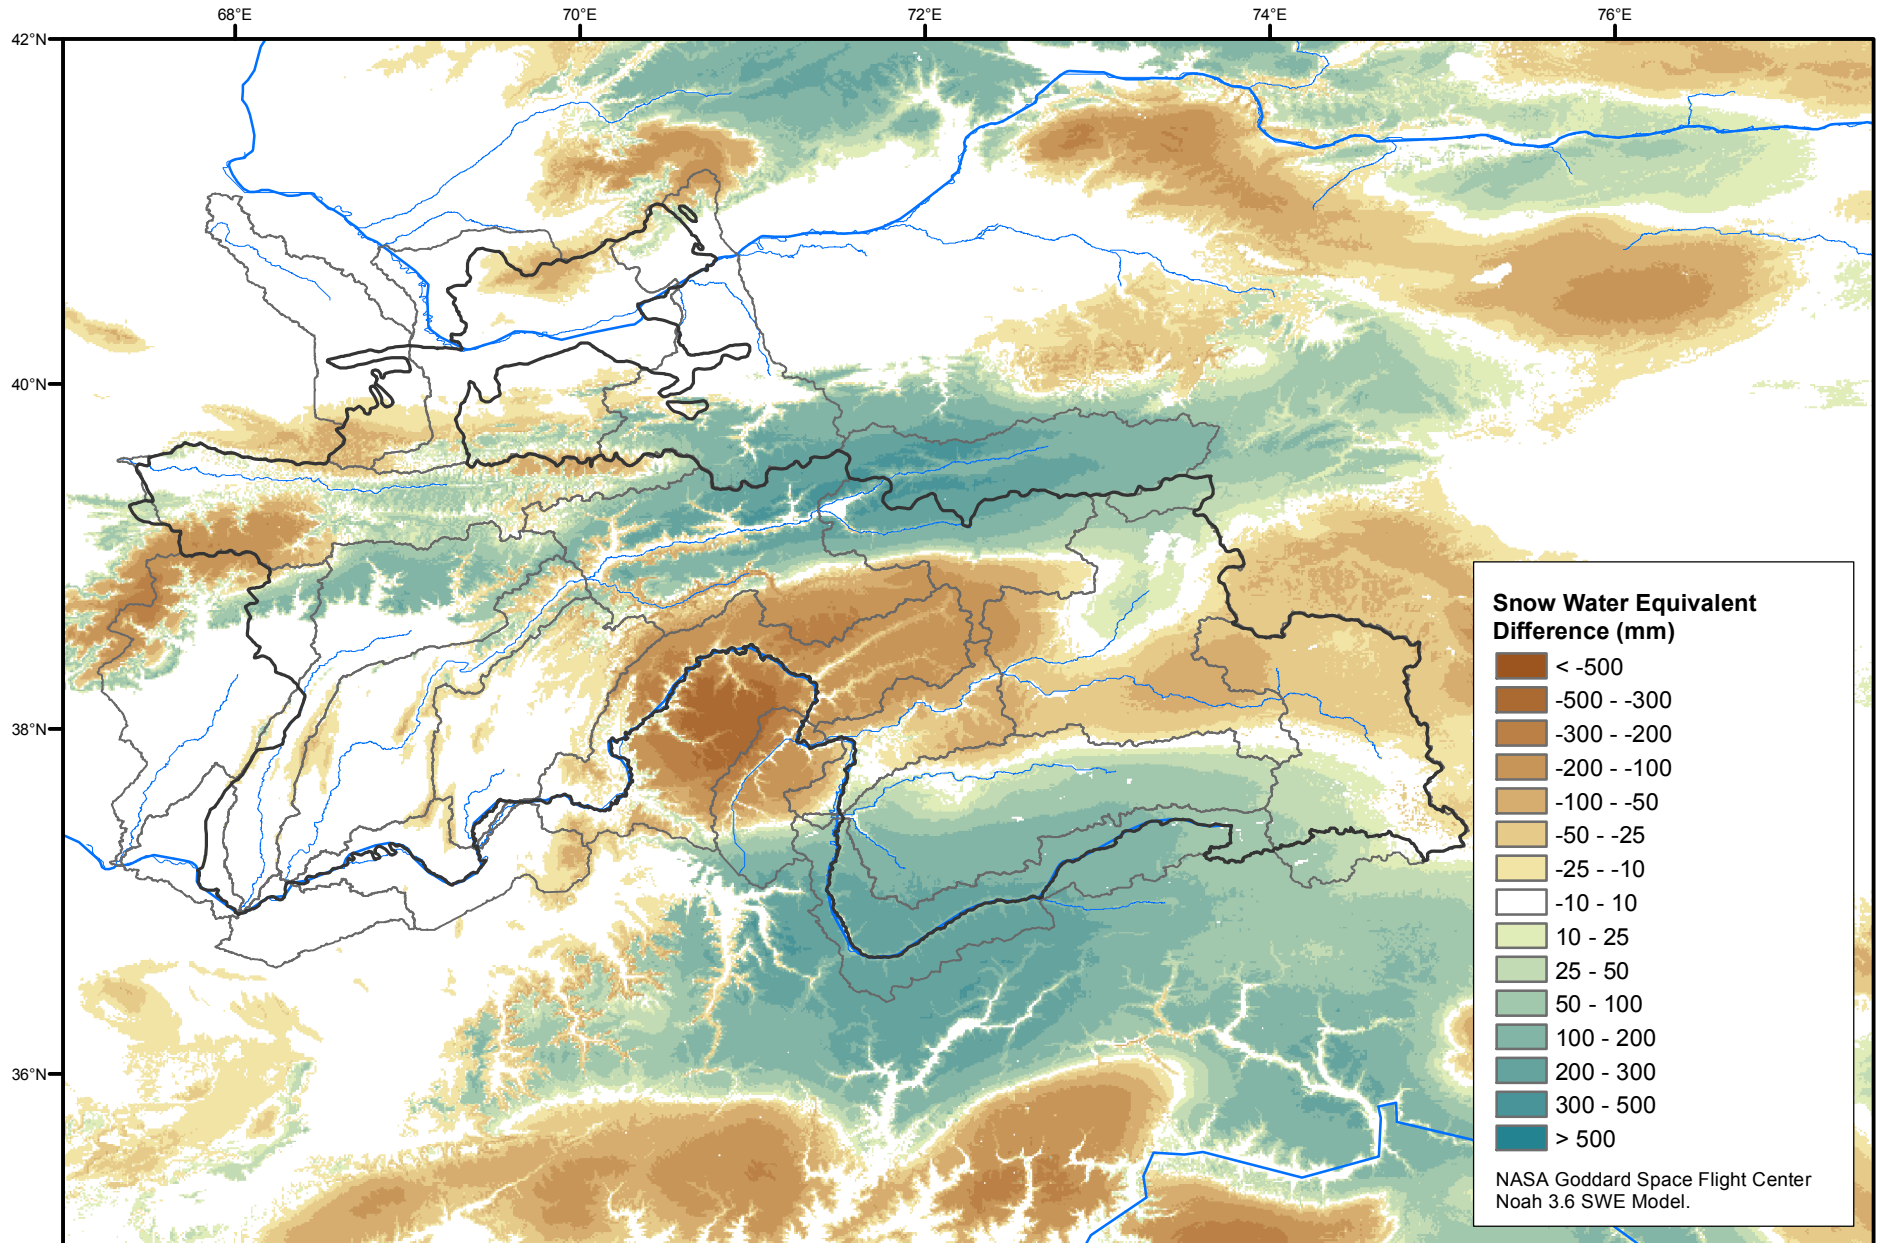 68°E
70°E
72°E
74°E
76°E
42°N
40°N
38°N
36°N
Snow Water Equivalent
Difference (mm)
< -500
-500 - -300
-300 - -200
-200 - -100
-100 - -50
-50 - -25
-25 - -10
-10 - 10
10 - 25
25 - 50
50 - 100
100 - 200
200 - 300
300 - 500
> 500
NASA Goddard Space Flight Center
Noah 3.6 SWE Model.